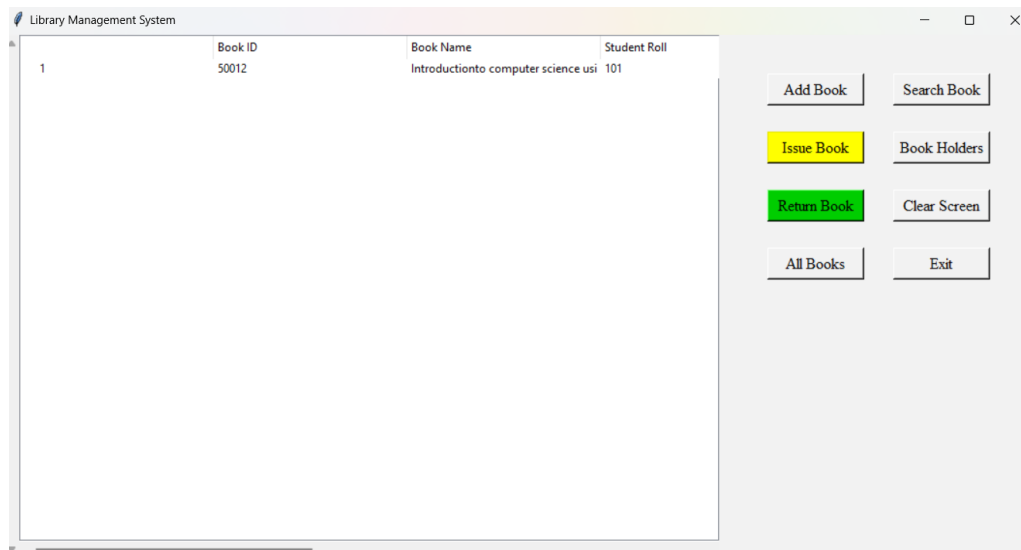 Library Management System
Book ID Book Name Student Roll
1 50012 Introductionto computer science usi 101
Add Book Search Book
Issue Book Book Holders
Return Book Clear Screen
All Books Exit